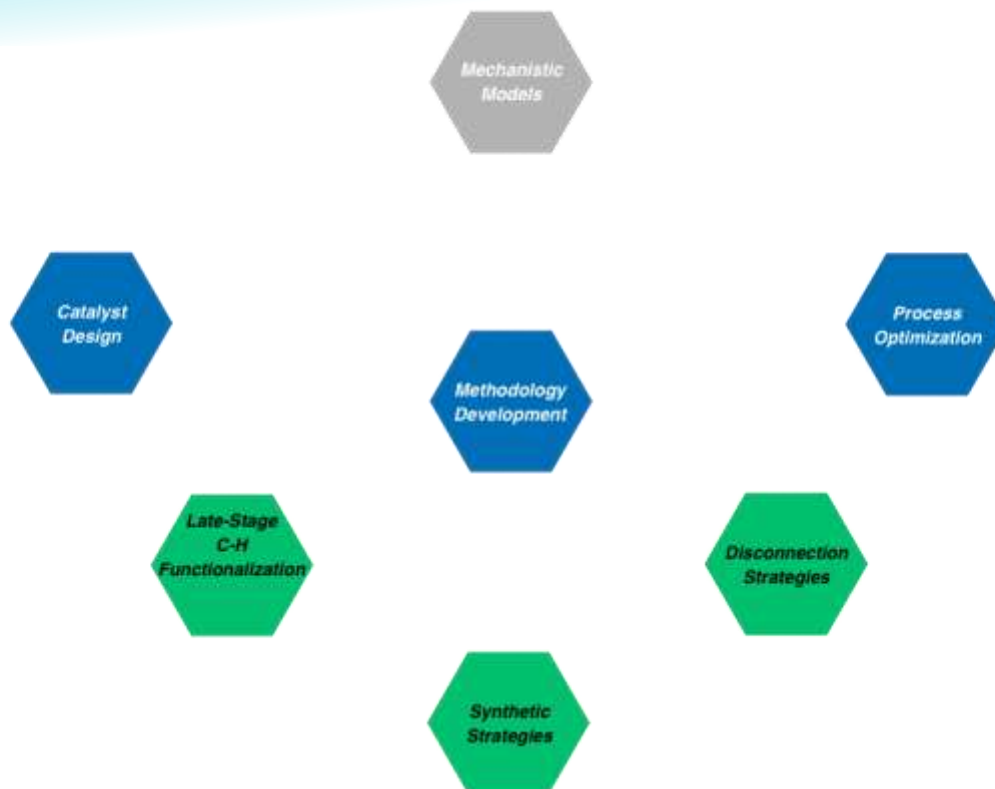 Mechanistic
Models
Catalyst
Design
Process
Optimization
Methodology
Development
Late-Stage
C-H
Functionalization
Disconnection
Strategies
Synthetic
Strategies